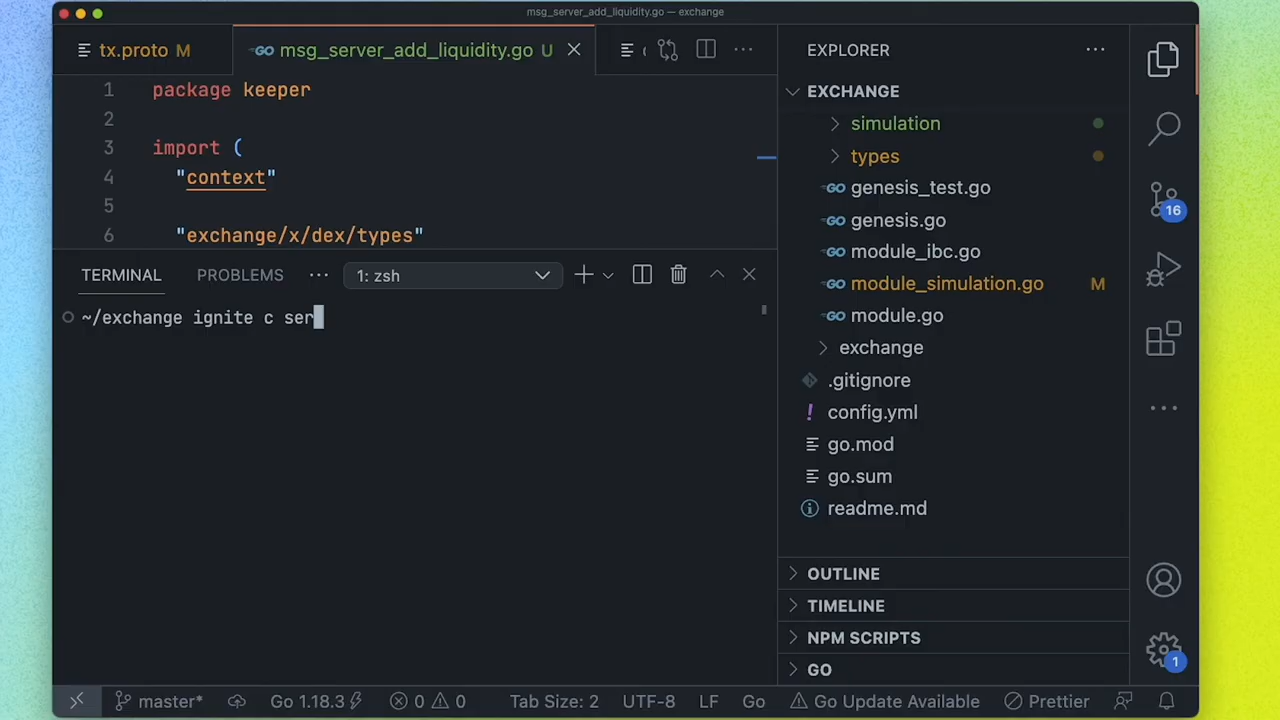 msg_server_add_liquidity.go — exchange
tx.proto M
msg_server_add_liquidity.go U
1 package keeper
2
3 import (
4 "context"
5
6 "exchange/x/dex/types"
TERMINAL PROBLEMS 1: zsh
~/exchange ignite c ser
EXPLORER
EXCHANGE
simulation
types
genesis_test.go
genesis.go
module_ibc.go
module_simulation.go M
module.go
exchange
.gitignore
! config.yml
go.mod
go.sum
readme.md
OUTLINE
TIMELINE
NPM SCRIPTS
GO
16
1
master* Go 1.18.3 0 0 Tab Size: 2 UTF-8 LF Go Go Update Available Prettier